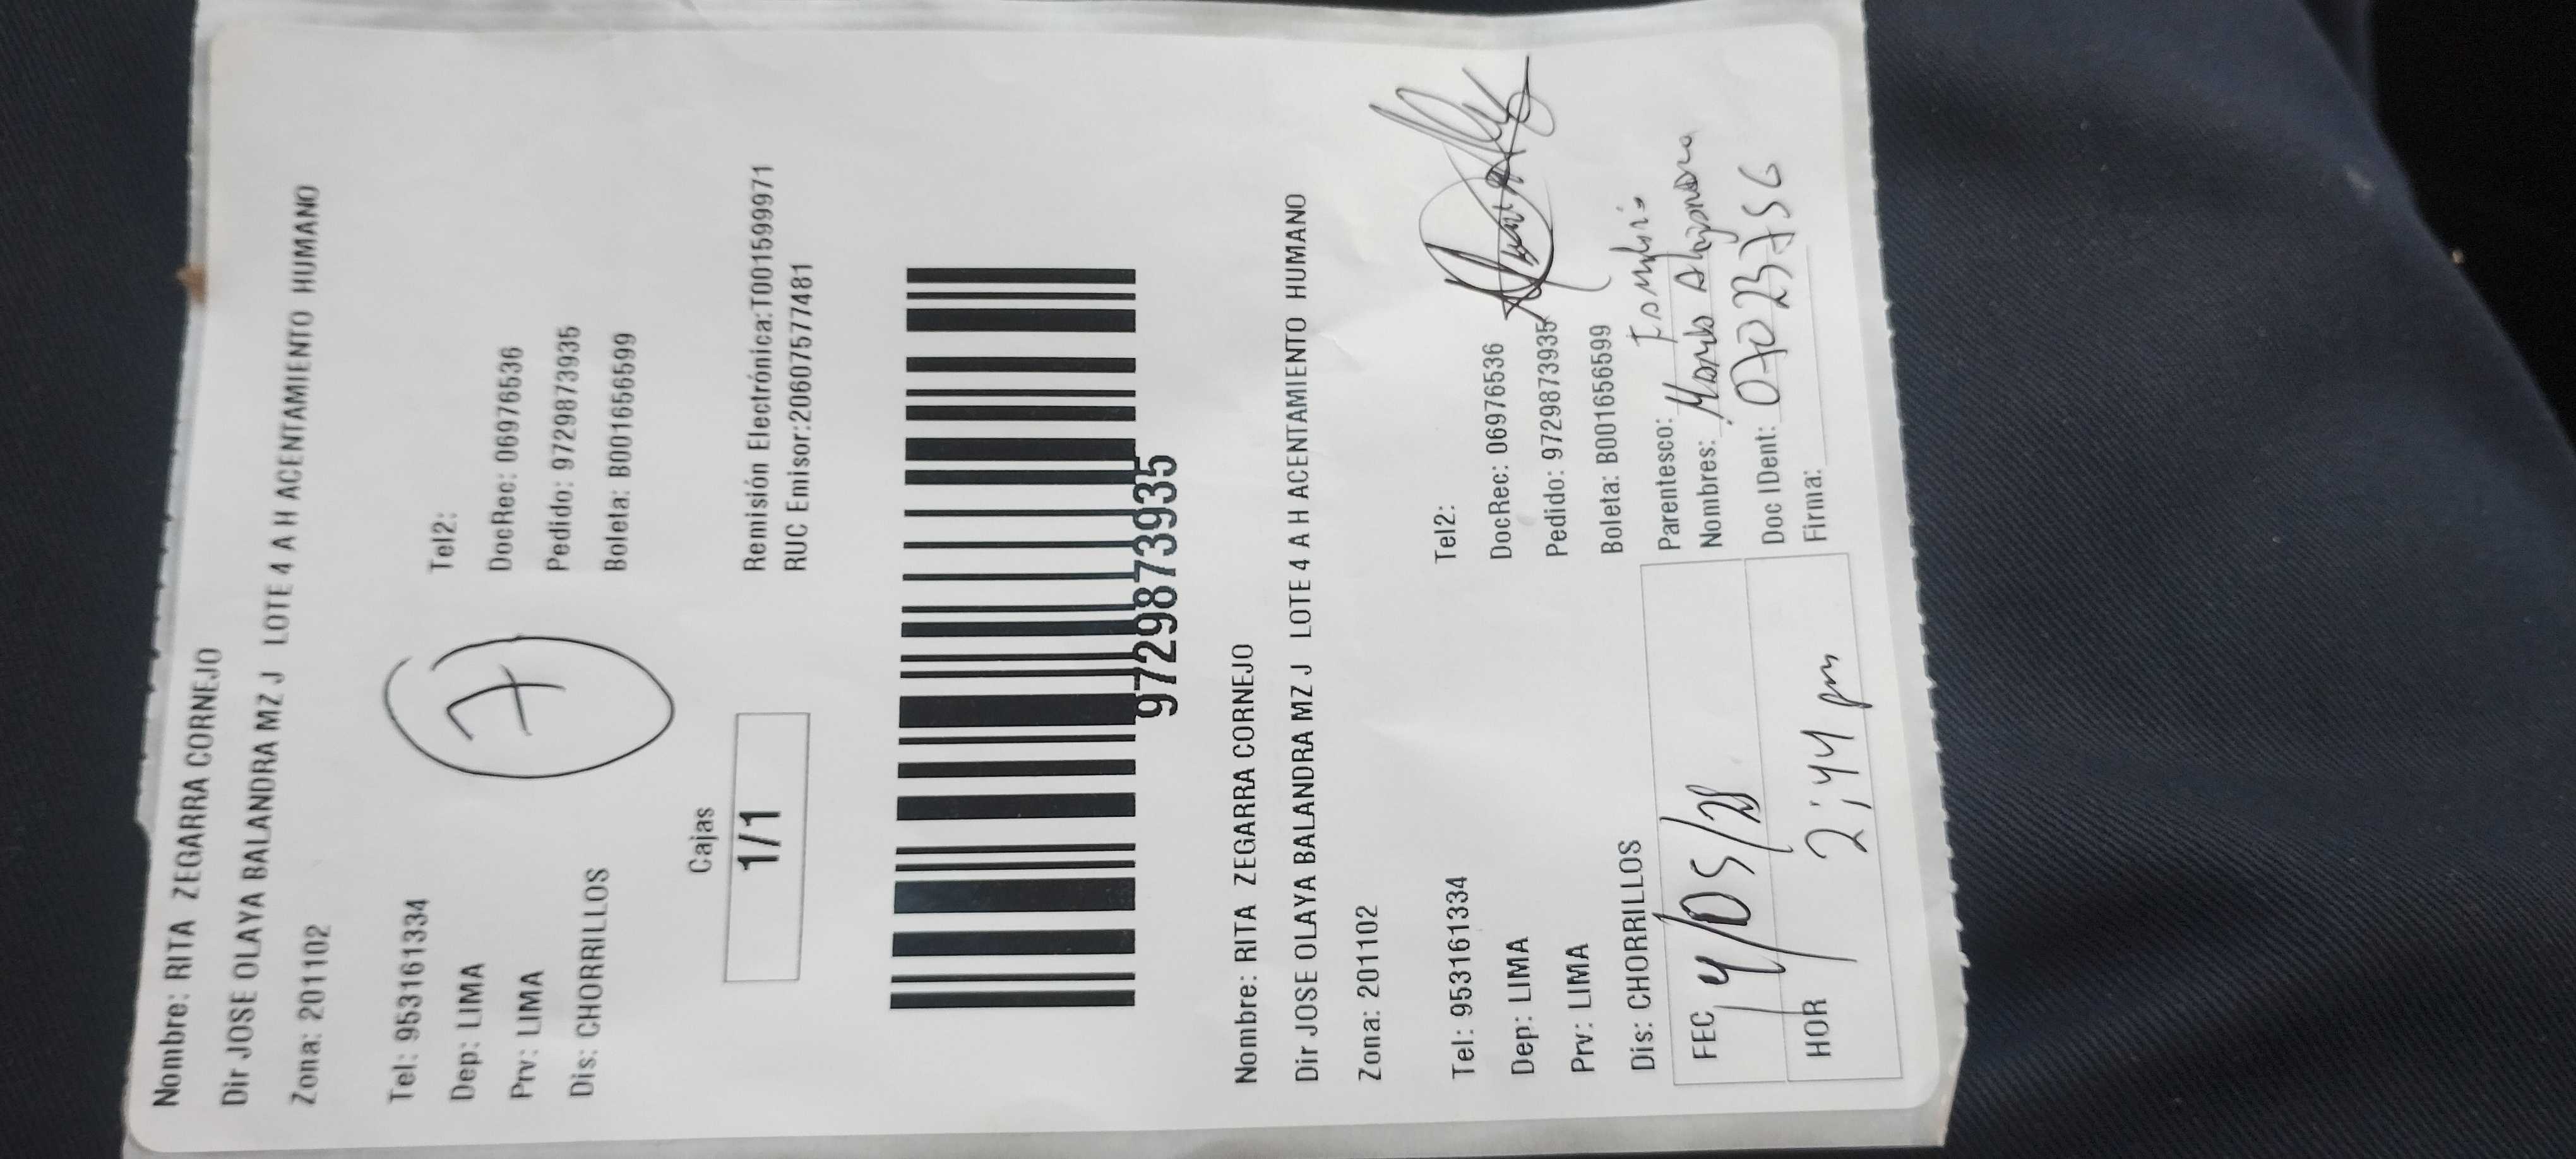 Nombre: RITA ZEGARRA CORNEJO
Dir JOSE OLAYA BALANDRA MZ J LOTE 4 A H ACENTAMIENTO HUMANO
Zona: 201102
Tel: 953161334
Tel2:
Dep: LIMA
DocRec: 06976536
Prv: LIMA
Pedido: 9729873935
Dis: CHORRILLOS
Boleta: B001656599
7
Cajas
1/1
Remisión Electrónica:T001599971
RUC Emisor:20607577481
9729873935
Nombre: RITA ZEGARRA CORNEJO
Dir JOSE OLAYA BALANDRA MZ J LOTE 4 A H ACENTAMIENTO HUMANO
Zona: 201102
Tel: 953161334
Tel2:
Dep: LIMA
DocRec: 06976536
Prv: LIMA
Pedido: 9729873935
Dis: CHORRILLOS
Boleta: B001656599
FEC
Parentesco:
Nombres:
HOR 2:44 pm
Doc IDent: 07023756
Firma: